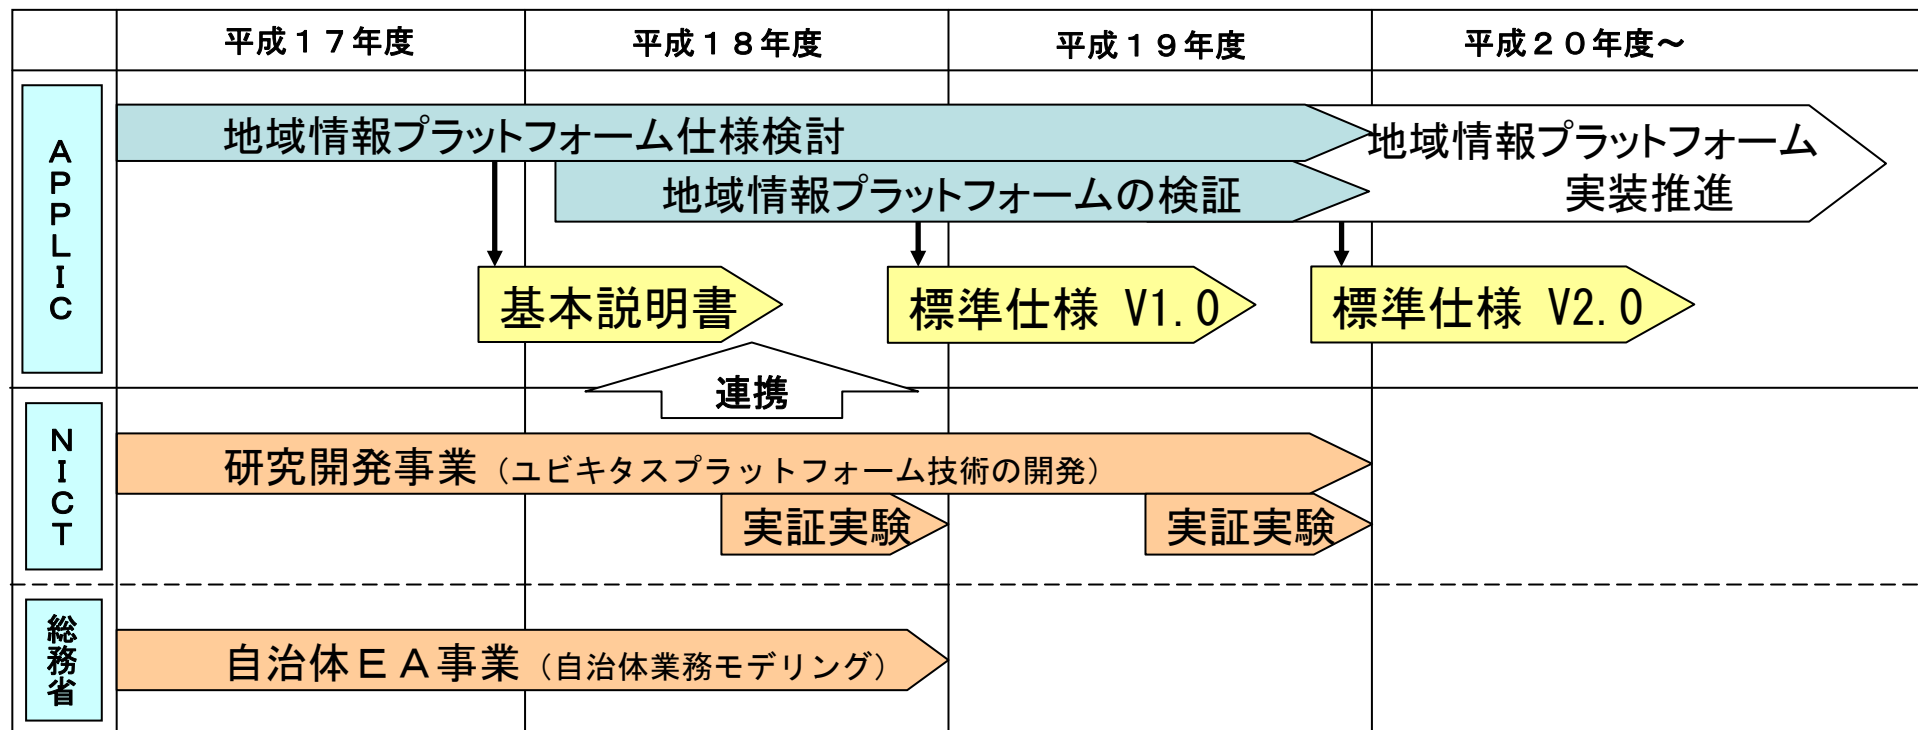 平成１７年度
平成１８年度
平成１９年度
平成２０年度～
ＡＰＰＬＩＣ
地域情報プラットフォーム仕様検討
地域情報プラットフォームの検証
地域情報プラットフォーム
実装推進
基本説明書
標準仕様 V1.0
標準仕様 V2.0
連携
ＮＩＣＴ
研究開発事業（ユビキタスプラットフォーム技術の開発）
実証実験
実証実験
総務省
自治体ＥＡ事業（自治体業務モデリング）